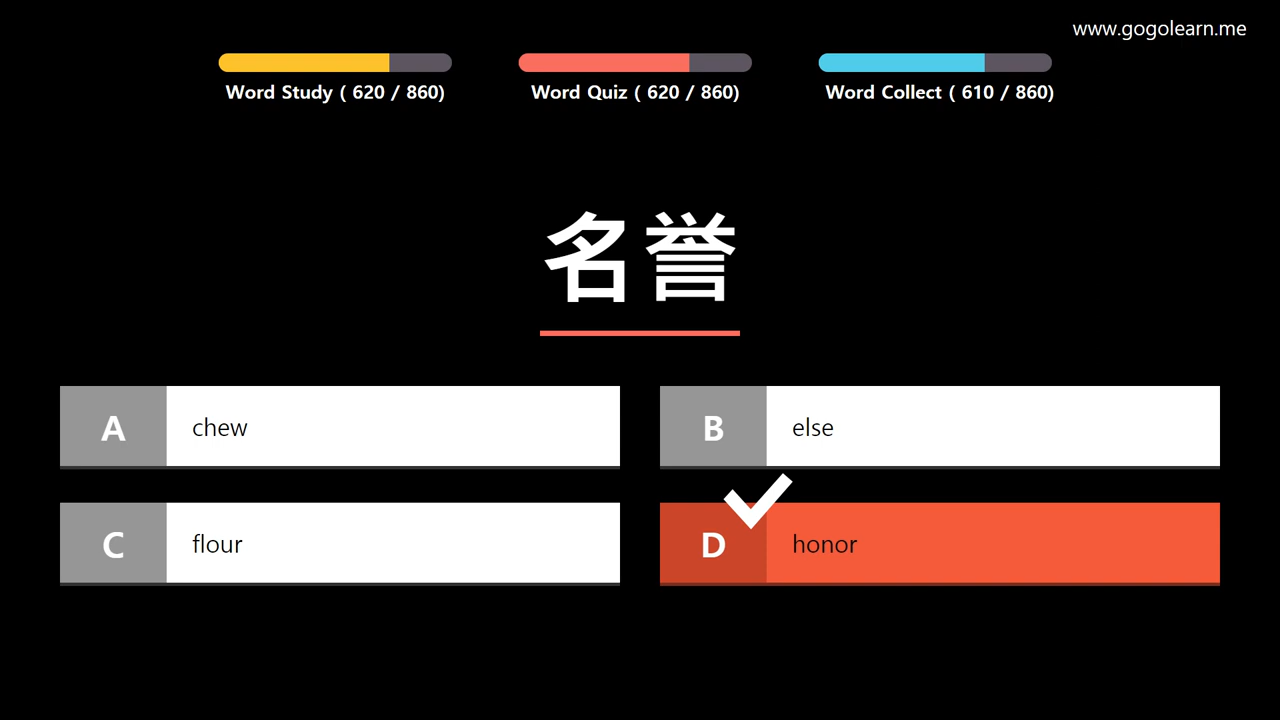 www.gogolearn.me
Word Study ( 620 / 860)
Word Quiz ( 620 / 860)
Word Collect ( 610 / 860)
名誉
A chew
B else
C flour
D honor